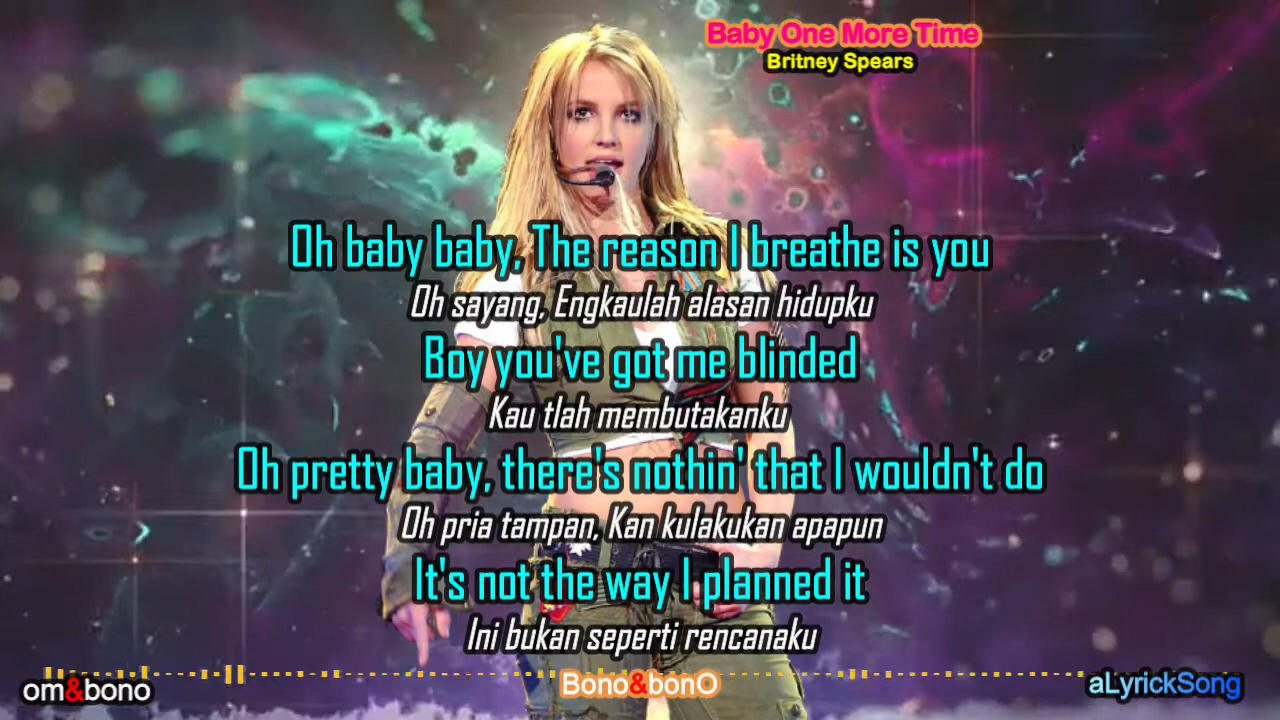 Baby One More Time
Britney Spears
Oh baby baby, The reason I breathe is you
Oh sayang, Engkaulah alasan hidupku
Boy you've got me blinded
Kau tlah membutakanku
Oh pretty baby, there's nothin' that I wouldn't do
Oh pria tampan, Kan kulakukan apapun
It's not the way I planned it
Ini bukan seperti rencanaku
om&bono
Bono&bonO
aLyrickSong